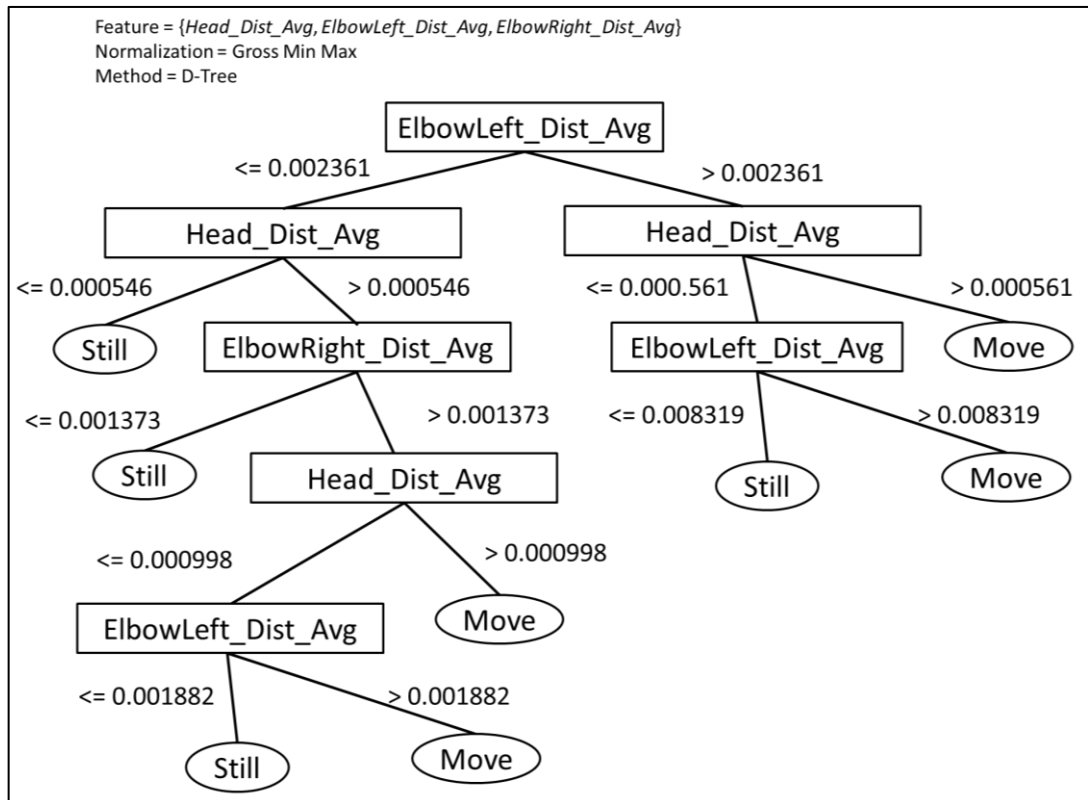 Feature = {Head_Dist_Avg, ElbowLeft_Dist_Avg, ElbowRight_Dist_Avg}
Normalization = Gross Min Max
Method = D-Tree
ElbowLeft_Dist_Avg
<= 0.002361
> 0.002361
Head_Dist_Avg
Head_Dist_Avg
<= 0.000546
> 0.000546
<= 0.000.561
> 0.000561
Still
ElbowRight_Dist_Avg
ElbowLeft_Dist_Avg
Move
<= 0.001373
> 0.001373
<= 0.008319
> 0.008319
Still
Head_Dist_Avg
Still
Move
<= 0.000998
> 0.000998
ElbowLeft_Dist_Avg
Move
<= 0.001882
> 0.001882
Still
Move